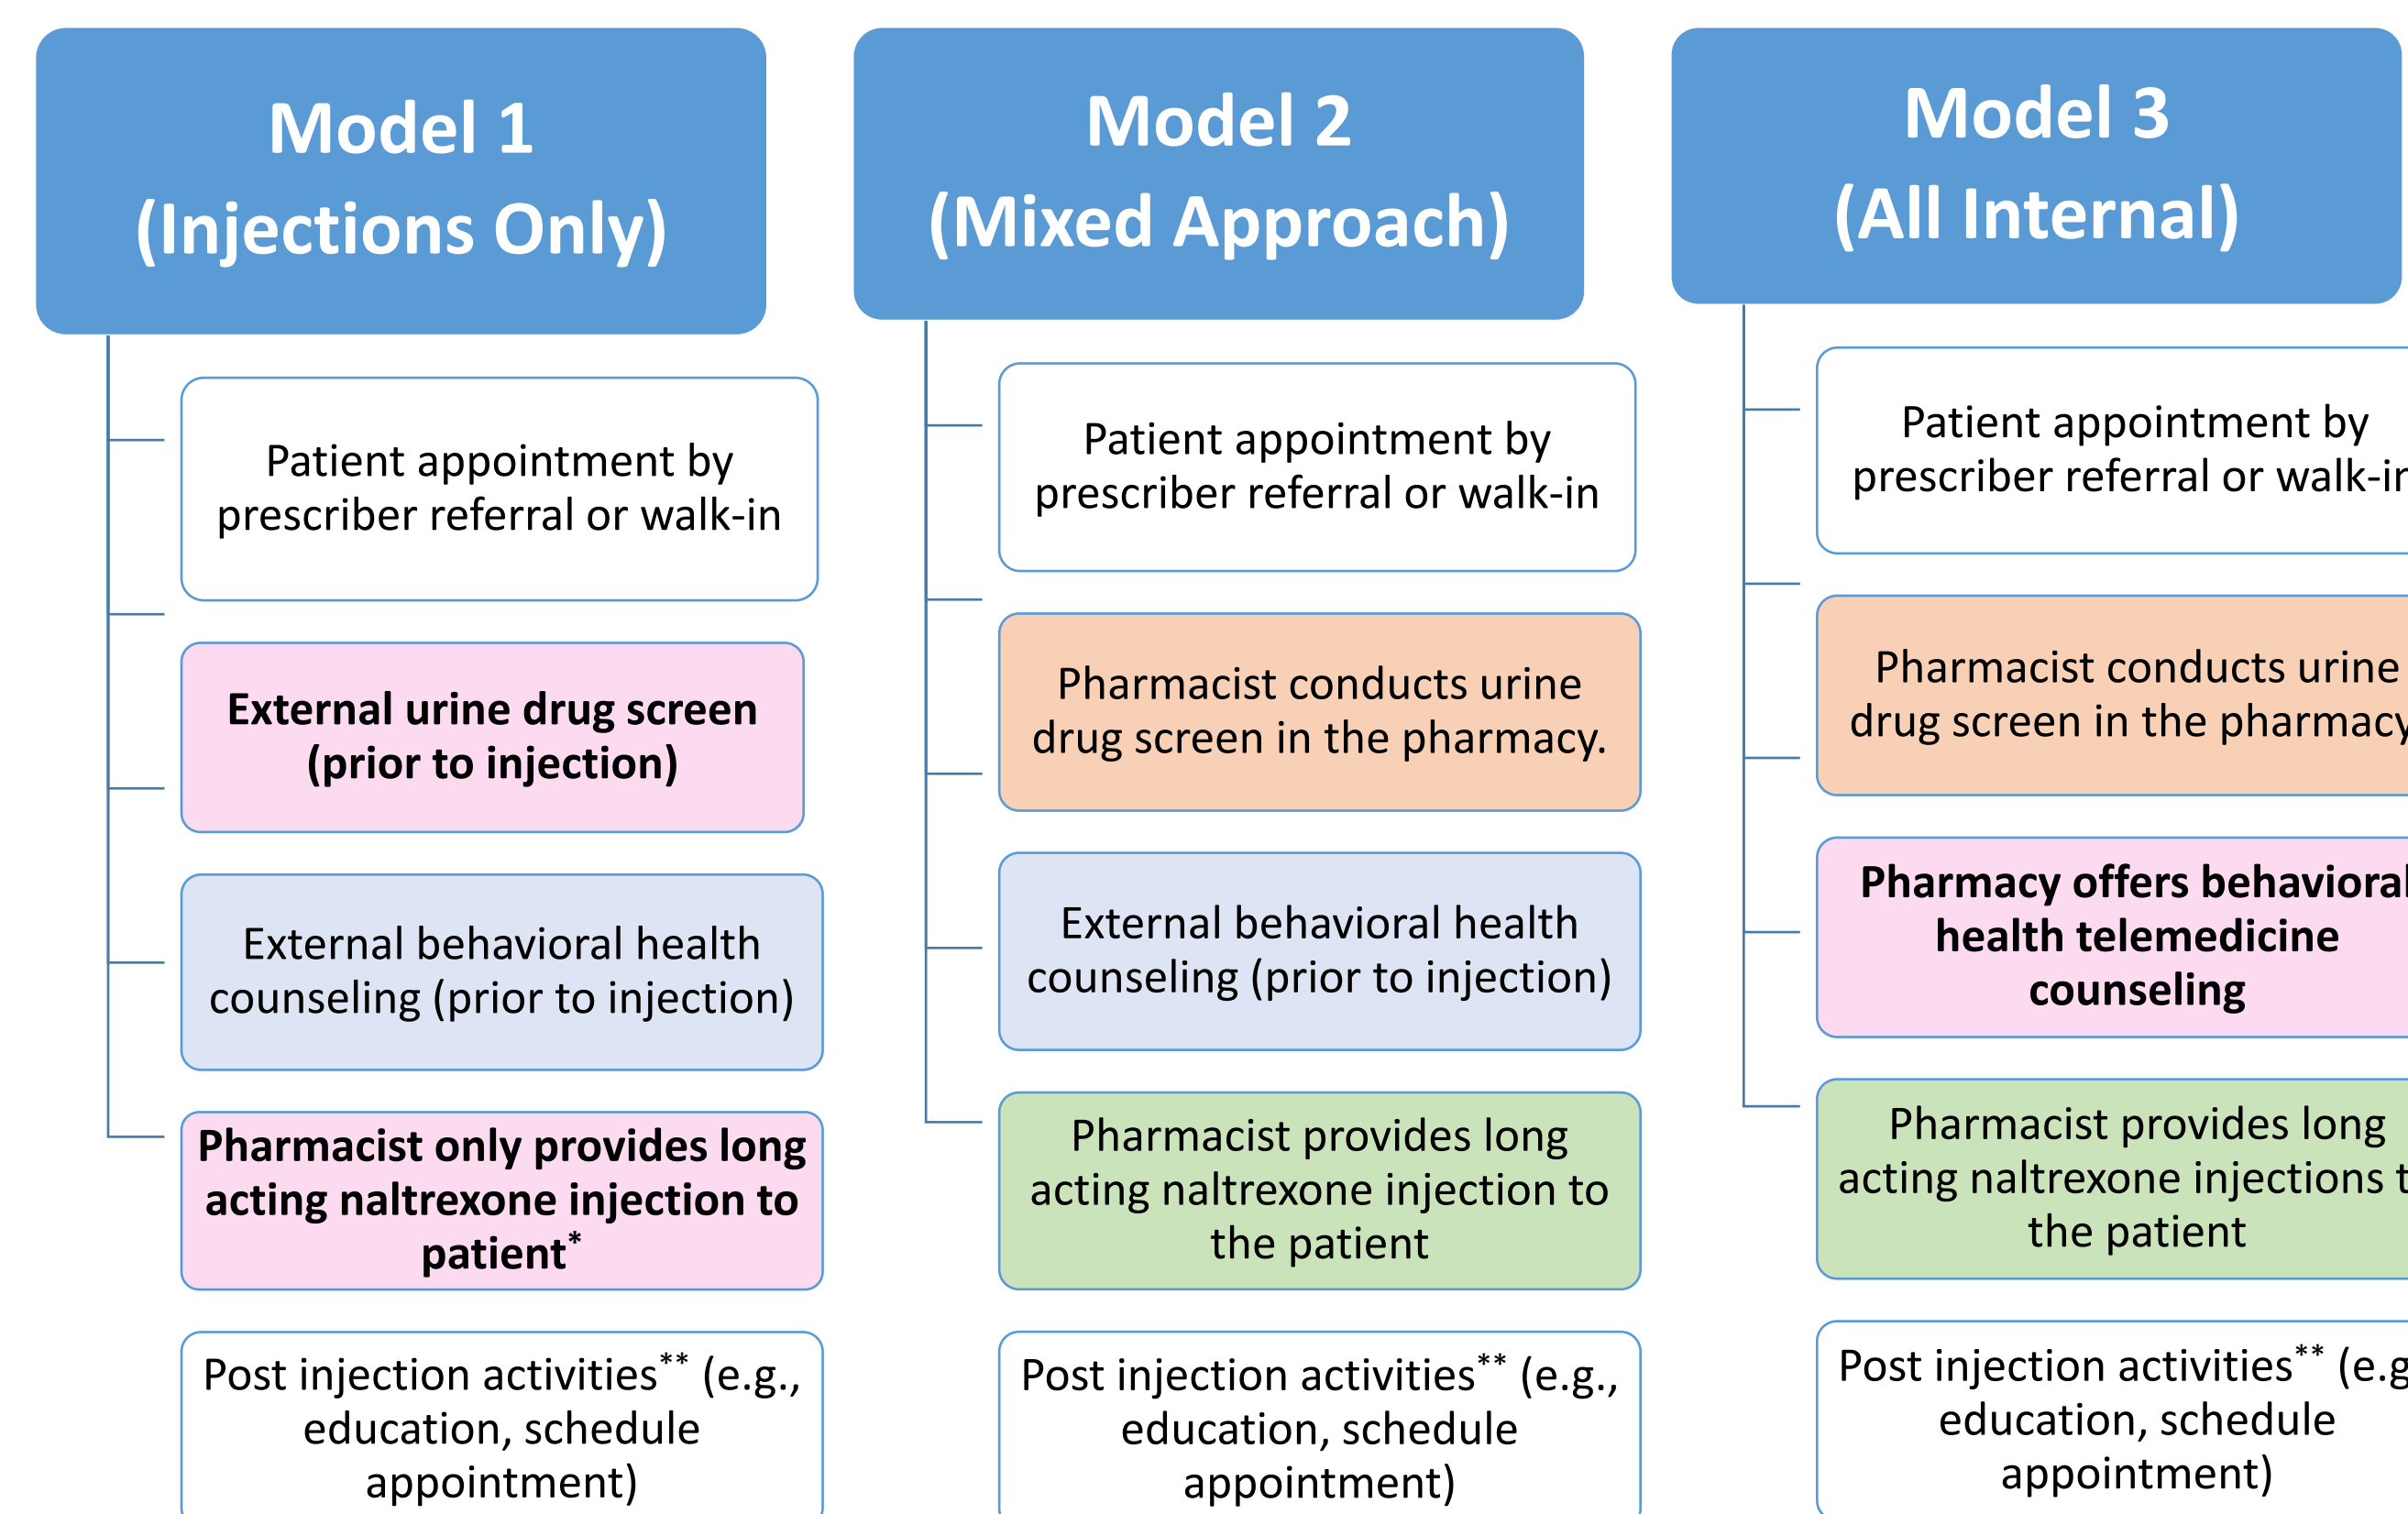 Model 1
(Injections Only)
Patient appointment by
prescriber referral or walk-in
External urine drug screen
(prior to injection)
External behavioral health
counseling (prior to injection)
Pharmacist only provides long
acting naltrexone injection to
patient*
Post injection activities** (e.g.,
education, schedule
appointment)
Model 2
(Mixed Approach)
Patient appointment by
prescriber referral or walk-in
Pharmacist conducts urine
drug screen in the pharmacy.
External behavioral health
counseling (prior to injection)
Pharmacist provides long
acting naltrexone injection to
the patient
Post injection activities** (e.g.,
education, schedule
appointment)
Model 3
(All Internal)
Patient appointment by
prescriber referral or walk-in
Pharmacist conducts urine
drug screen in the pharmacy
Pharmacy offers behavioral
health telemedicine
counseling
Pharmacist provides long
acting naltrexone injections
the patient
Post injection activities** (e.g
education, schedule
appointment)